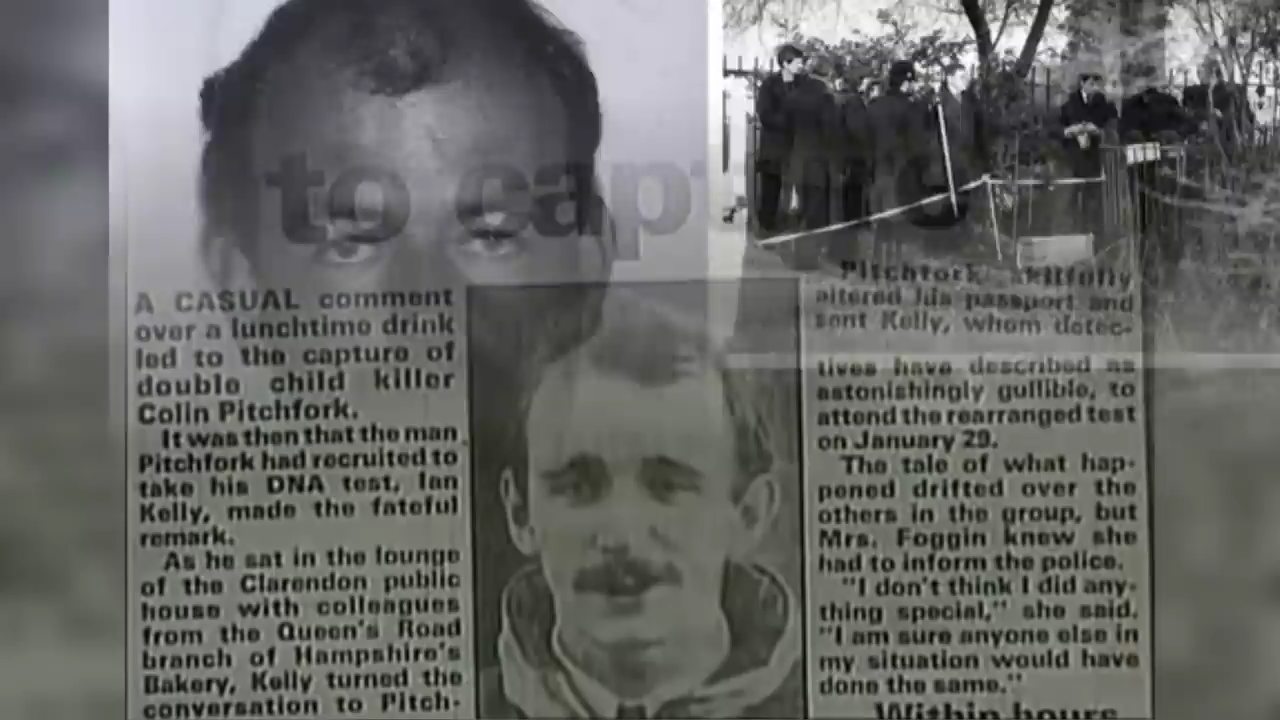 to capt
A CASUAL comment
over a lunchtime drink
led to the capture of
double child killer
Colin Pitchfork.
It was then that the man
Pitchfork had recruited to
take his DNA test, Ian
Kelly, made the fateful
remark.
As he sat in the lounge
of the Clarendon public
house with colleagues
from the Queen's Road
branch of Hampshire's
Bakery, Kelly turned the
conversation to Pitch-
Pitchfork skilfully
altered his passport and
sent Kelly, whom detec-
tives have described as
astonishingly gullible, to
attend the rearranged test
on January 29.
The tale of what hap-
pened drifted over the
others in the group, but
Mrs. Foggin knew she
had to inform the police.
"I don't think I did any-
thing special," she said.
"I am sure anyone else in
my situation would have
done the same."
Within hours